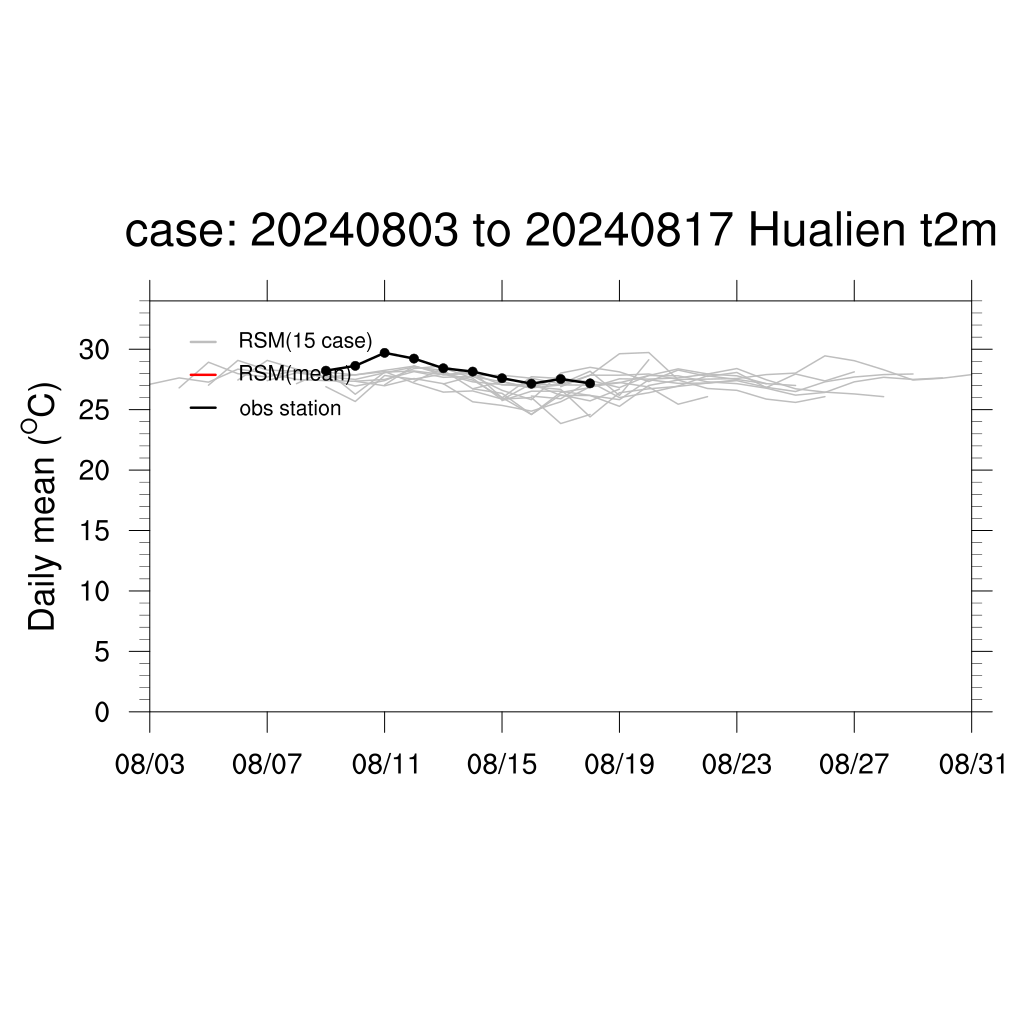 case: 20240803 to 20240817 Hualien t2m
RSM(15 case)
RSM(mean)
obs station
Daily mean (°C)
30
25
20
15
10
5
0
08/03 08/07 08/11 08/15 08/19 08/23 08/27 08/31